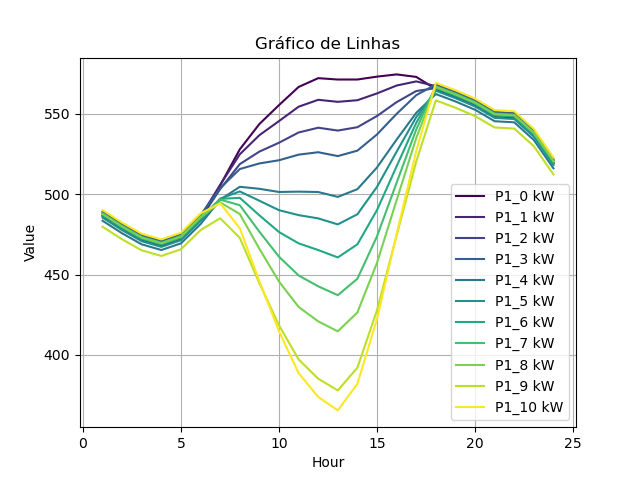 Gráfico de Linhas
Value
550
500
450
400
0
5
10
15
20
25
Hour
P1_0 kW
P1_1 kW
P1_2 kW
P1_3 kW
P1_4 kW
P1_5 kW
P1_6 kW
P1_7 kW
P1_8 kW
P1_9 kW
P1_10 kW